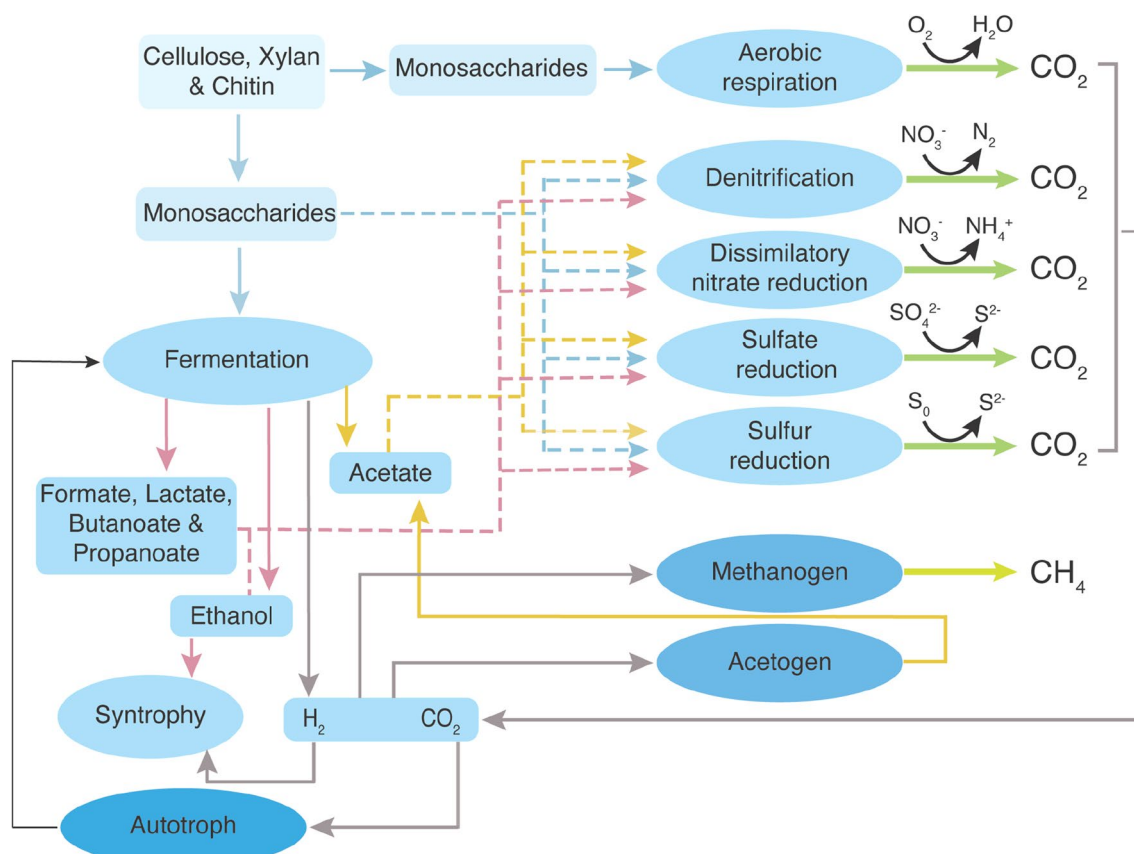 Cellulose, Xylan
& Chitin
Monosaccharides
Aerobic
respiration
O₂
H₂O
CO₂
Monosaccharides
Denitrification
NO₃⁻
N₂
CO₂
Dissimilatory
nitrate reduction
NO₃⁻
NH₄⁺
CO₂
Fermentation
Sulfate
reduction
SO₄²⁻
S²⁻
CO₂
Acetate
Sulfur
reduction
S₀
S²⁻
CO₂
Formate, Lactate,
Butanoate &
Propanoate
Methanogen
CH₄
Ethanol
Acetogen
Syntrophy
H₂
CO₂
Autotroph